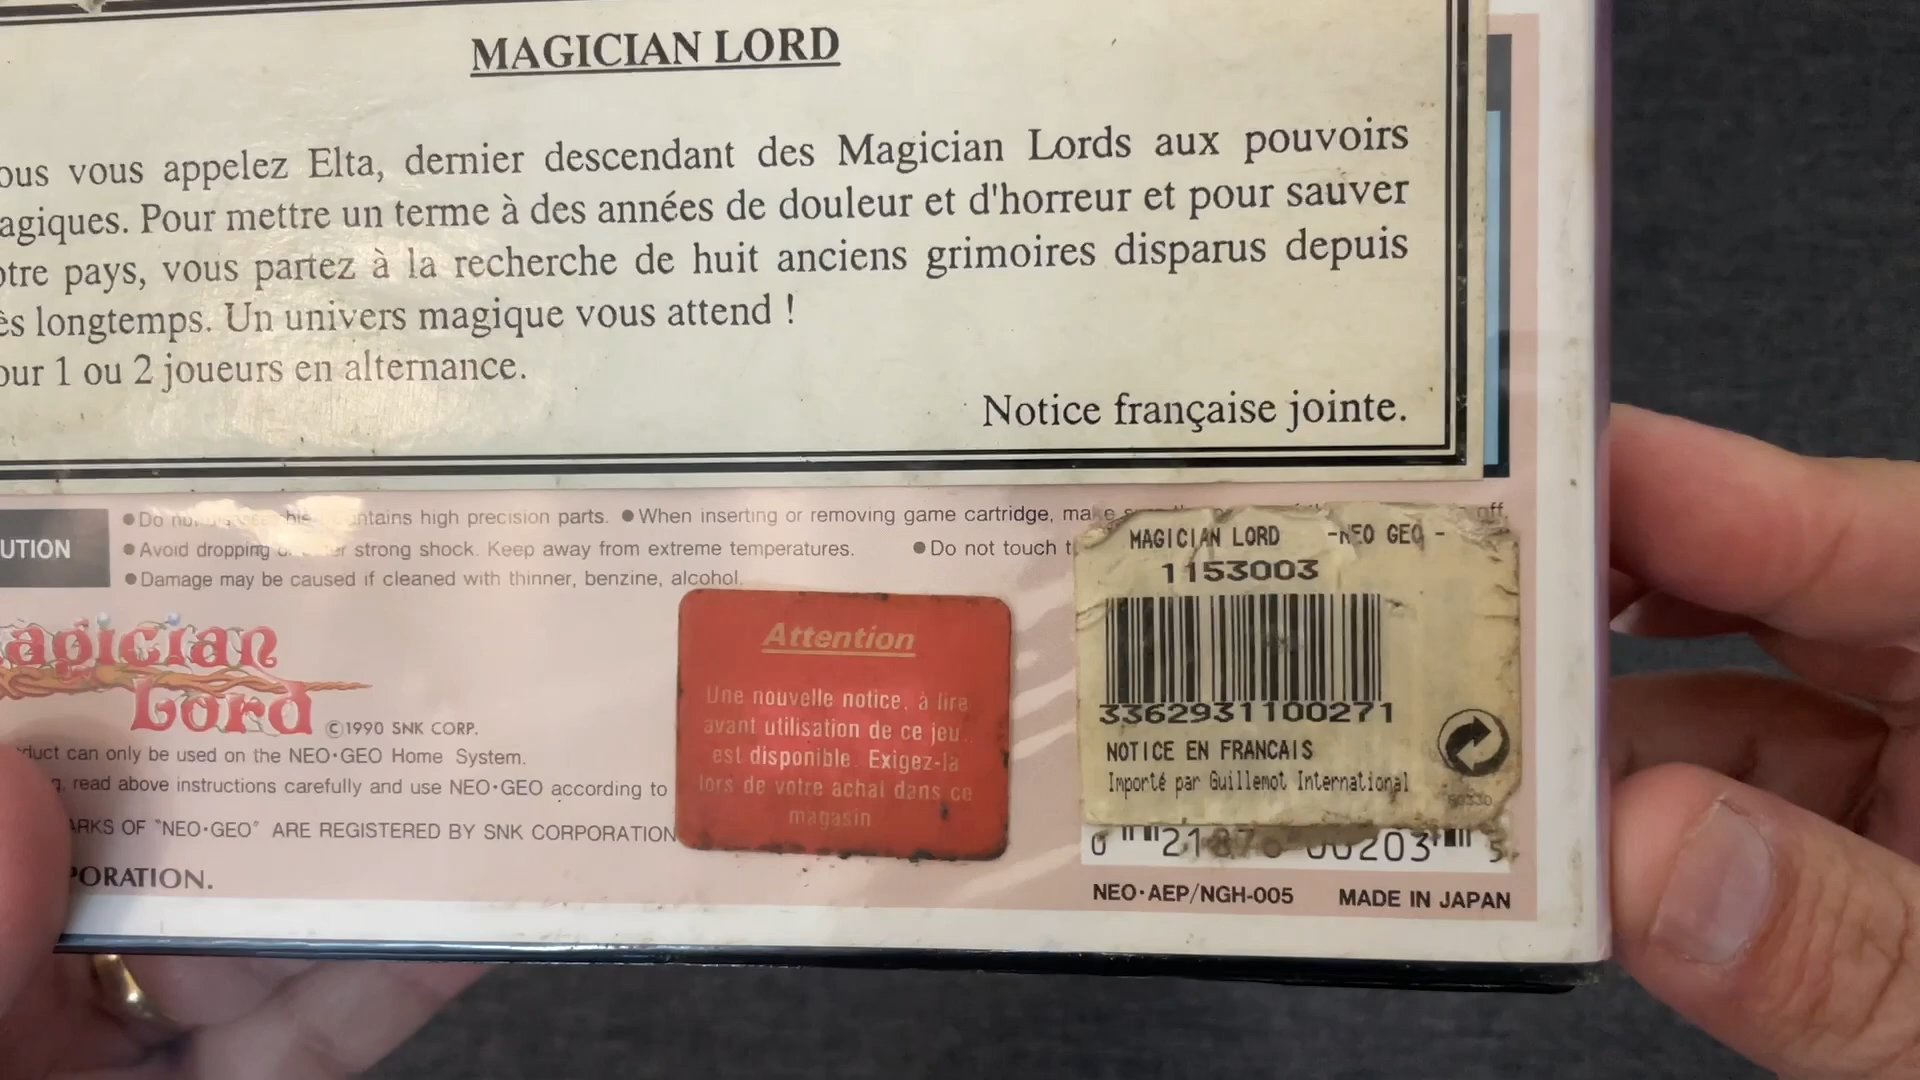 MAGICIAN LORD
ous vous appelez Elta, dernier descendant des Magician Lords aux pouvoirs
agiques. Pour mettre un terme à des années de douleur et d'horreur et pour sauver
otre pays, vous partez à la recherche de huit anciens grimoires disparus depuis
ès longtemps. Un univers magique vous attend !
our 1 ou 2 joueurs en alternance.
Notice française jointe.
UTION
●Do ntains high precision parts. ●When inserting or removing game cartridge, make off.
●Avoid dropping strong shock. Keep away from extreme temperatures. ●Do not touch
●Damage may be caused if cleaned with thinner, benzine, alcohol.
agician
Lord
©1990 SNK CORP.
duct can only be used on the NEO·GEO Home System.
read above instructions carefully and use NEO·GEO according to
ARKS OF "NEO·GEO" ARE REGISTERED BY SNK CORPORATION
PORATION.
Attention
Une nouvelle notice, à lire
avant utilisation de ce jeu
est disponible. Exigez-la
lors de votre achat dans ce
magasin
MAGICIAN LORD -NEO GEO -
1153003
3362931100271
NOTICE EN FRANCAIS
Importé par Guillemot International
0 21 00203 5
NEO·AEP/NGH-005 MADE IN JAPAN